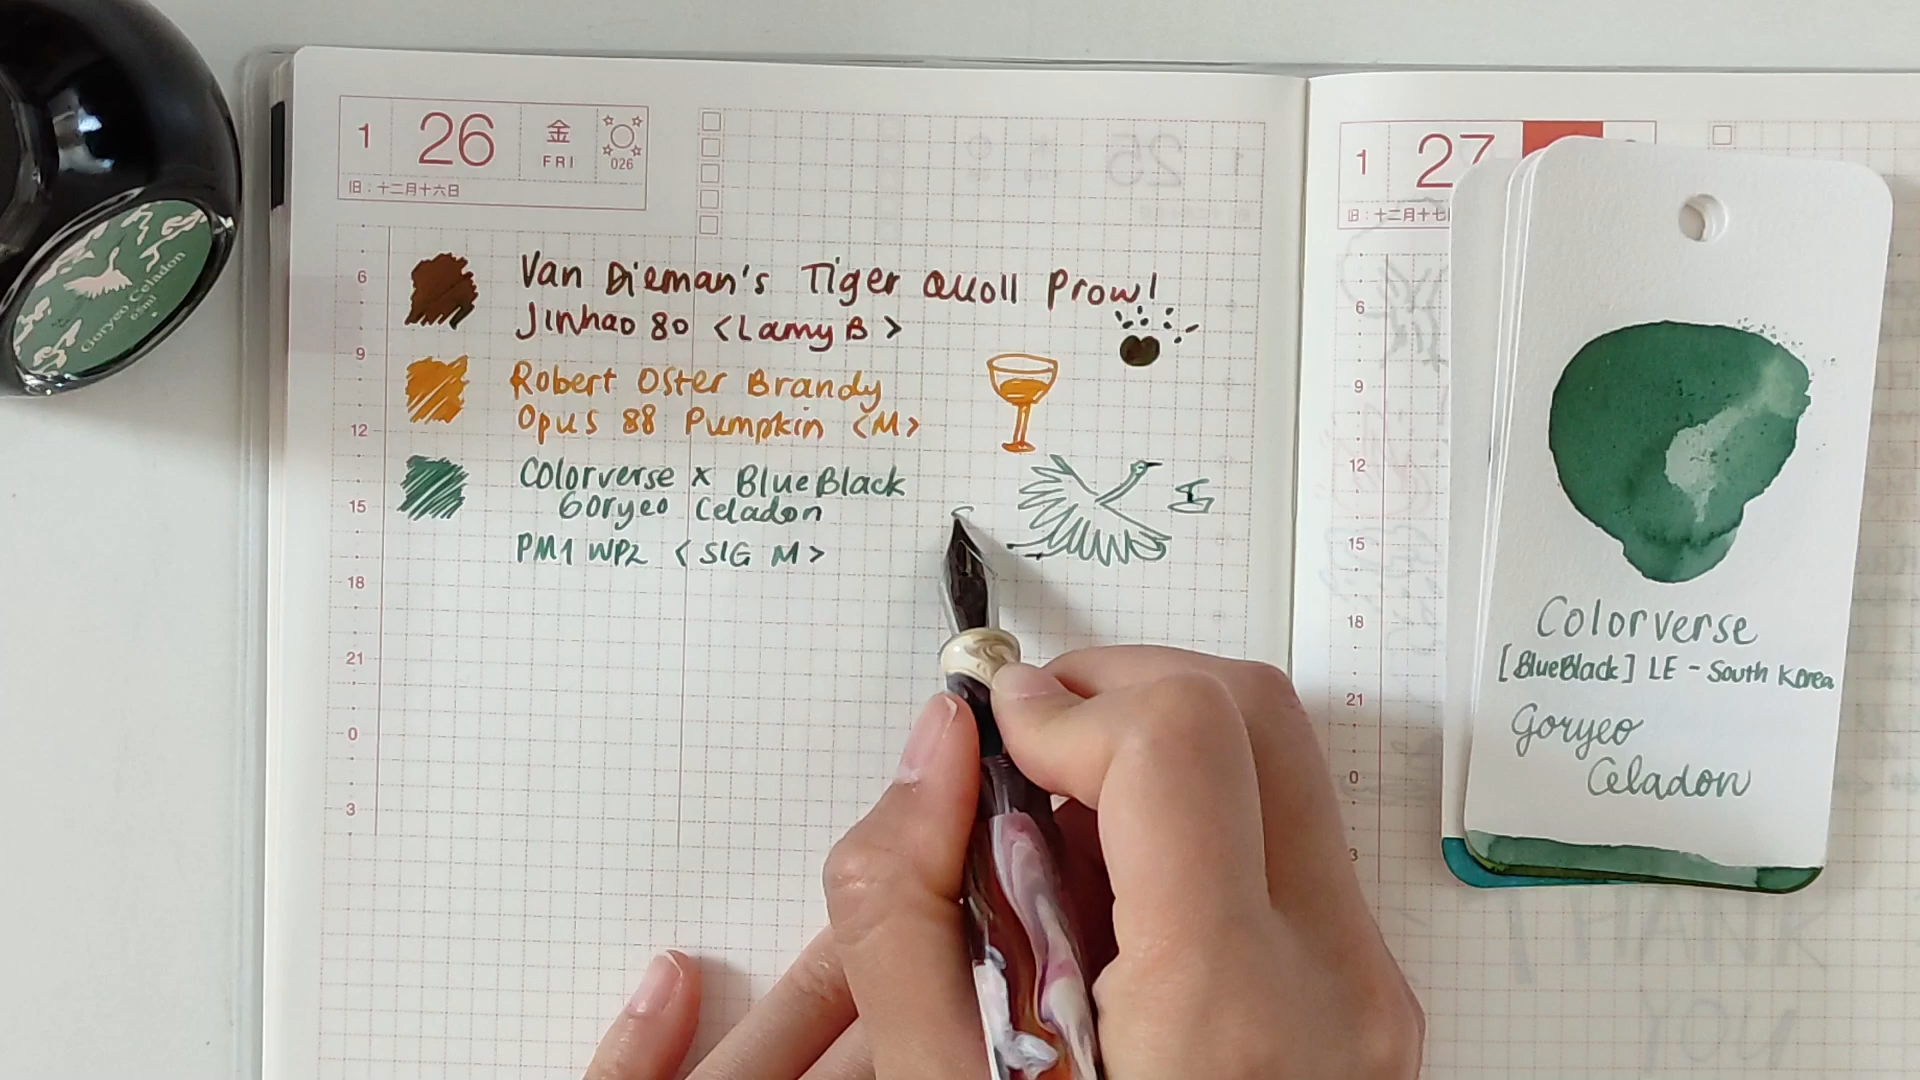 Goryeo Celadon
65ml
1
26
金
FRI
026
旧：十二月十六日
6
9
12
15
18
21
0
3
Van Dieman's Tiger Quoll Prowl
Jinhao 80 <Lamy B>
Robert Oster Brandy
Opus 88 Pumpkin <M>
Colorverse x BlueBlack
Goryeo Celadon
PM1 WP2 <SIG M>
1
27
旧：十二月十七
6
9
12
15
18
21
0
3
Colorverse
[BlueBlack] LE - South Korea
Goryeo
Celadon
THANK
YOU